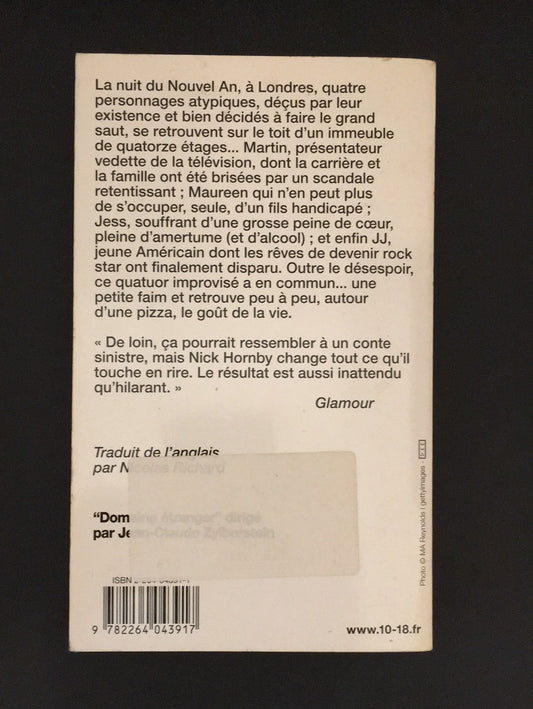 La nuit du Nouvel An, à Londres, quatre
personnages atypiques, déçus par leur
existence et bien décidés à faire le grand
saut, se retrouvent sur le toit d'un immeuble
de quatorze étages... Martin, présentateur
vedette de la télévision, dont la carrière et
la famille ont été brisées par un scandale
retentissant ; Maureen qui n'en peut plus
de s'occuper, seule, d'un fils handicapé ;
Jess, souffrant d'une grosse peine de cœur,
pleine d'amertume (et d'alcool) ; et enfin JJ,
jeune Américain dont les rêves de devenir rock
star ont finalement disparu. Outre le désespoir,
ce quatuor improvisé a en commun... une
petite faim et retrouve peu à peu, autour
d'une pizza, le goût de la vie.
« De loin, ça pourrait ressembler à un conte
sinistre, mais Nick Hornby change tout ce qu'il
touche en rire. Le résultat est aussi inattendu
qu'hilarant. »
Glamour
Traduit de l'anglais
par Nicolas Richard
"Domaine étranger" dirigé
par Jean-Claude Zylberstein
ISBN
9 782264 043917
www.10-18.fr
Photo © MA Reynolds / gettyimages